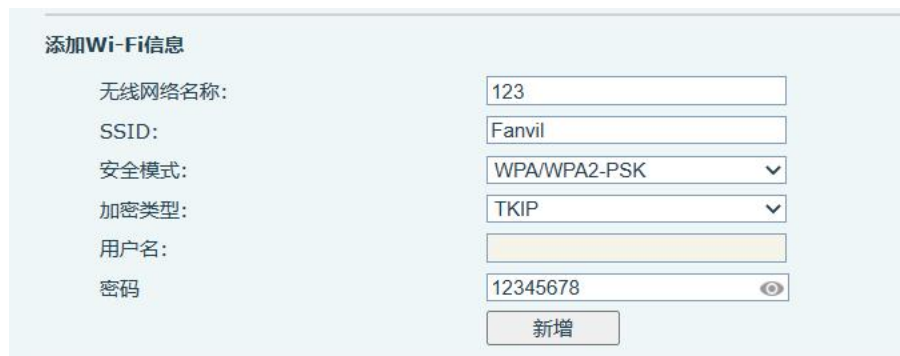 添加Wi-Fi信息
无线网络名称: 123
SSID: Fanvil
安全模式: WPA/WPA2-PSK
加密类型: TKIP
用户名:
密码 12345678
新增